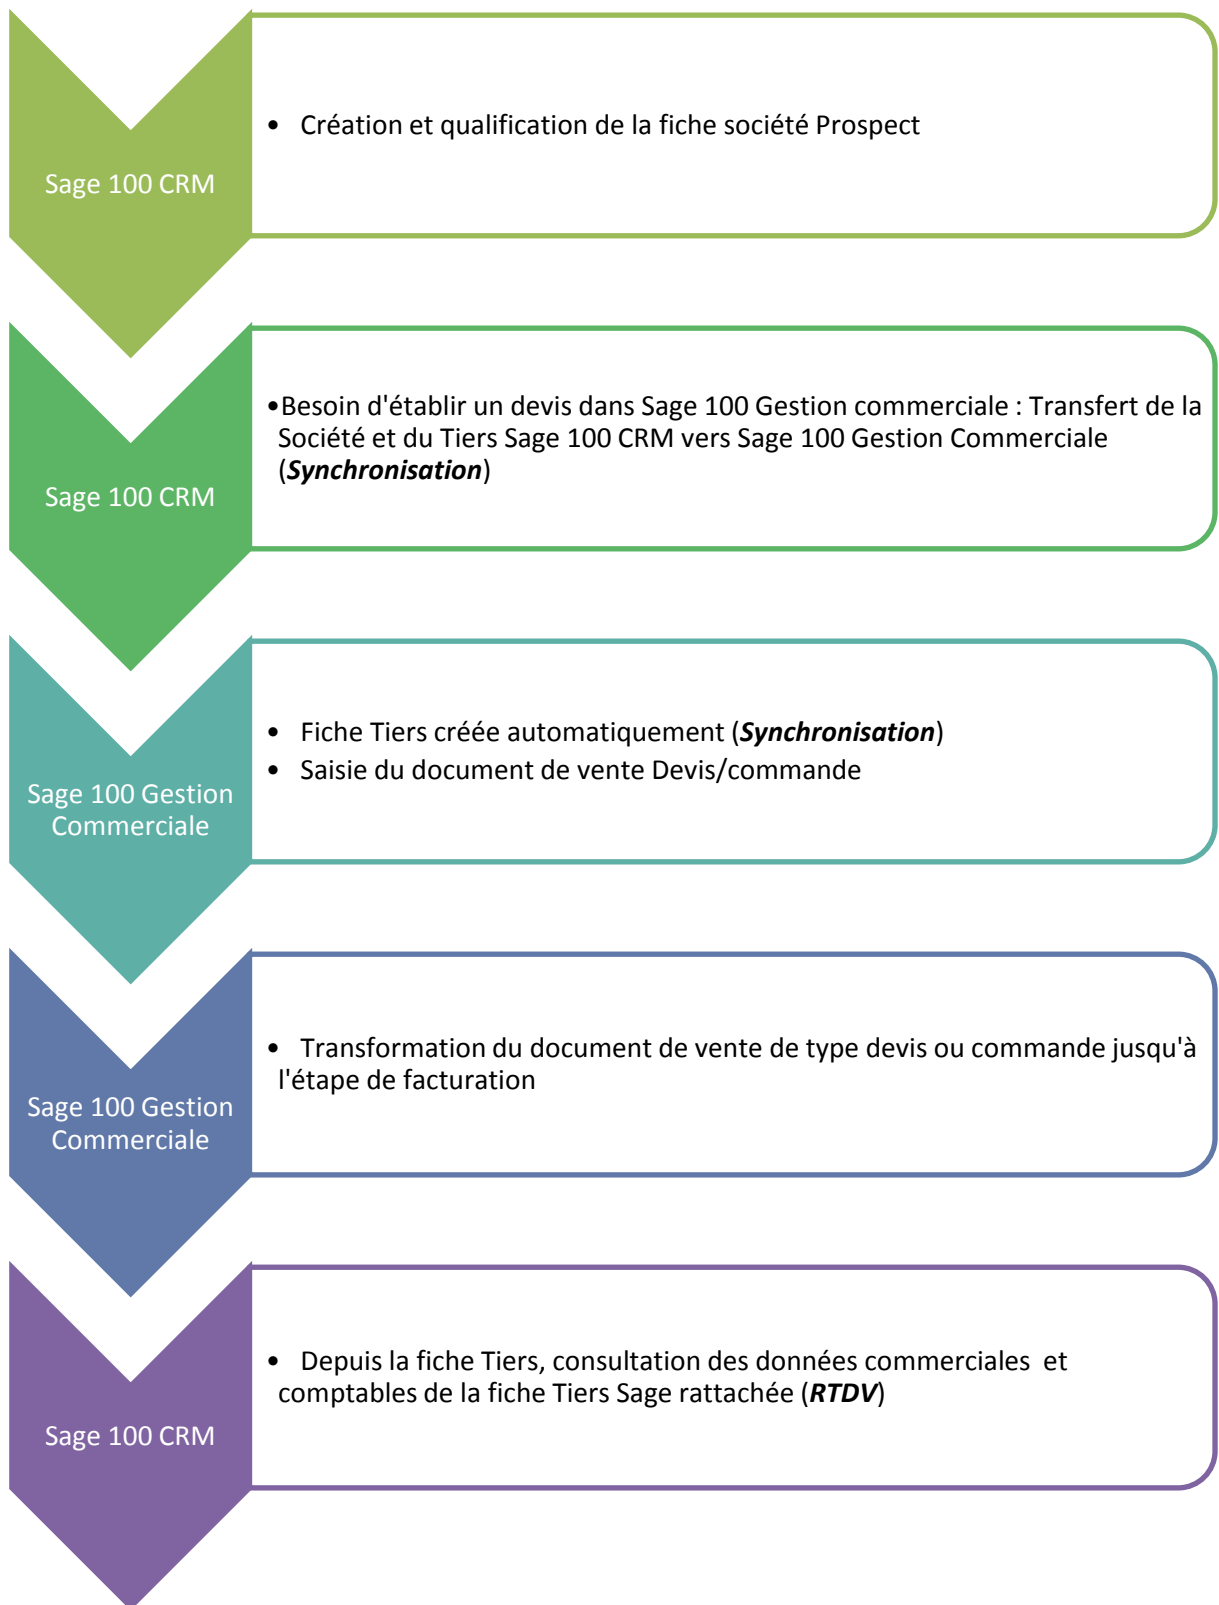 Sage 100 CRM
• Création et qualification de la fiche société Prospect
Sage 100 CRM
•Besoin d'établir un devis dans Sage 100 Gestion commerciale : Transfert de la
Société et du Tiers Sage 100 CRM vers Sage 100 Gestion Commerciale
(Synchronisation)
Sage 100 Gestion
Commerciale
• Fiche Tiers créée automatiquement (Synchronisation)
• Saisie du document de vente Devis/commande
Sage 100 Gestion
Commerciale
• Transformation du document de vente de type devis ou commande jusqu'à
l'étape de facturation
Sage 100 CRM
• Depuis la fiche Tiers, consultation des données commerciales et
comptables de la fiche Tiers Sage rattachée (RTDV)